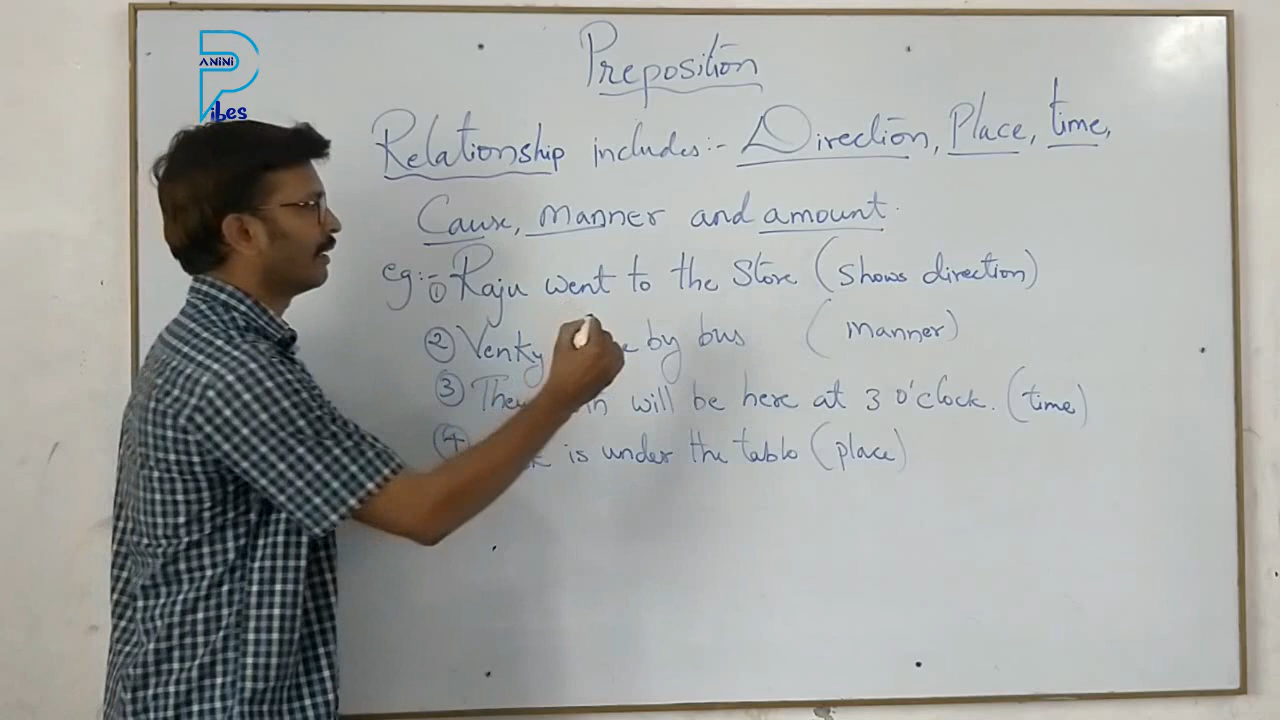 PANINI
Pibes
Preposition
Relationship includes:- Direction, Place, time,
Cause, manner and amount.
eg:- ① Raju went to the Store (shows direction)
② Venky by bus (manner)
③ will be here at 3 o'clock. (time)
④ is under the table (place)